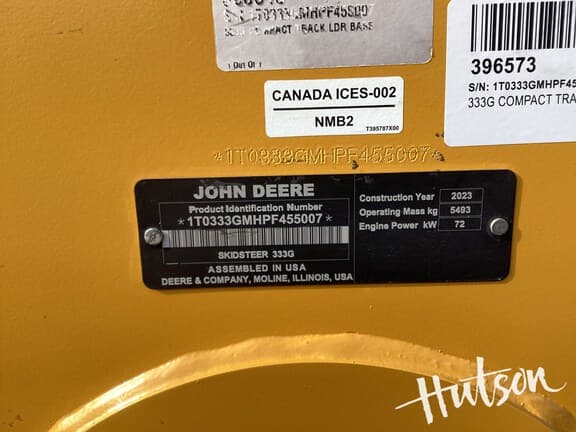 S/N 1T0333GMHPF455007
TRACK LDR BASE
1 Out Of 1
CANADA ICES-002
NMB2
T395787X00
396573
S/N: 1T0333GMHPF45
333G COMPACT TRA
*1T0333GMHPF455007*
JOHN DEERE
Product Identification Number
*1T0333GMHPF455007*
SKIDSTEER 333G
ASSEMBLED IN USA
DEERE & COMPANY, MOLINE, ILLINOIS, USA
Construction Year 2023
Operating Mass kg 5493
Engine Power kW 72
Hutson